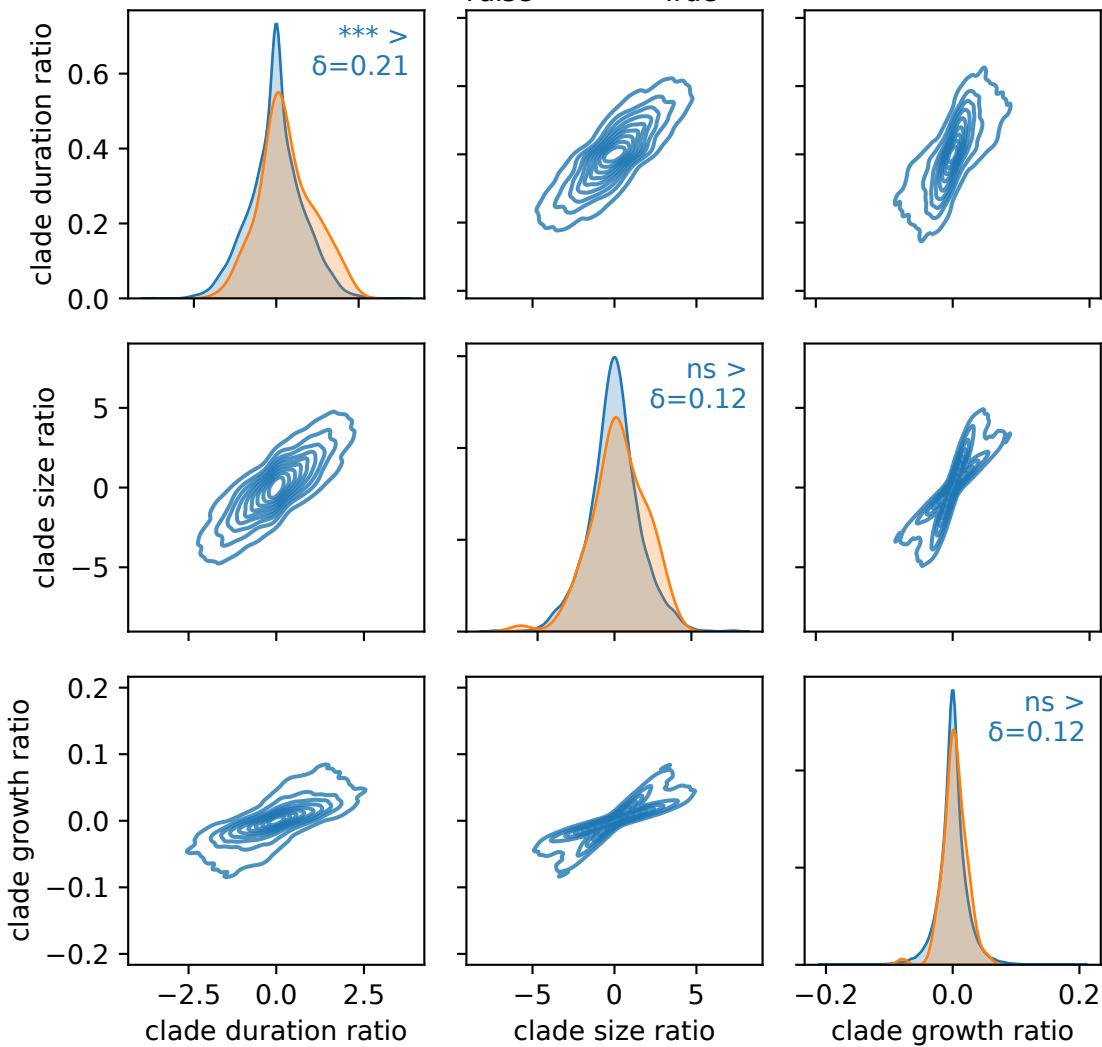 clade duration ratio
0.6
0.4
0.2
0.0
*** >
δ=0.21
clade size ratio
5
0
−5
ns >
δ=0.12
clade growth ratio
0.2
0.1
0.0
−0.1
−0.2
ns >
δ=0.12
−2.5 0.0 2.5
−5 0 5
−0.2 0.0 0.2
clade duration ratio
clade size ratio
clade growth ratio